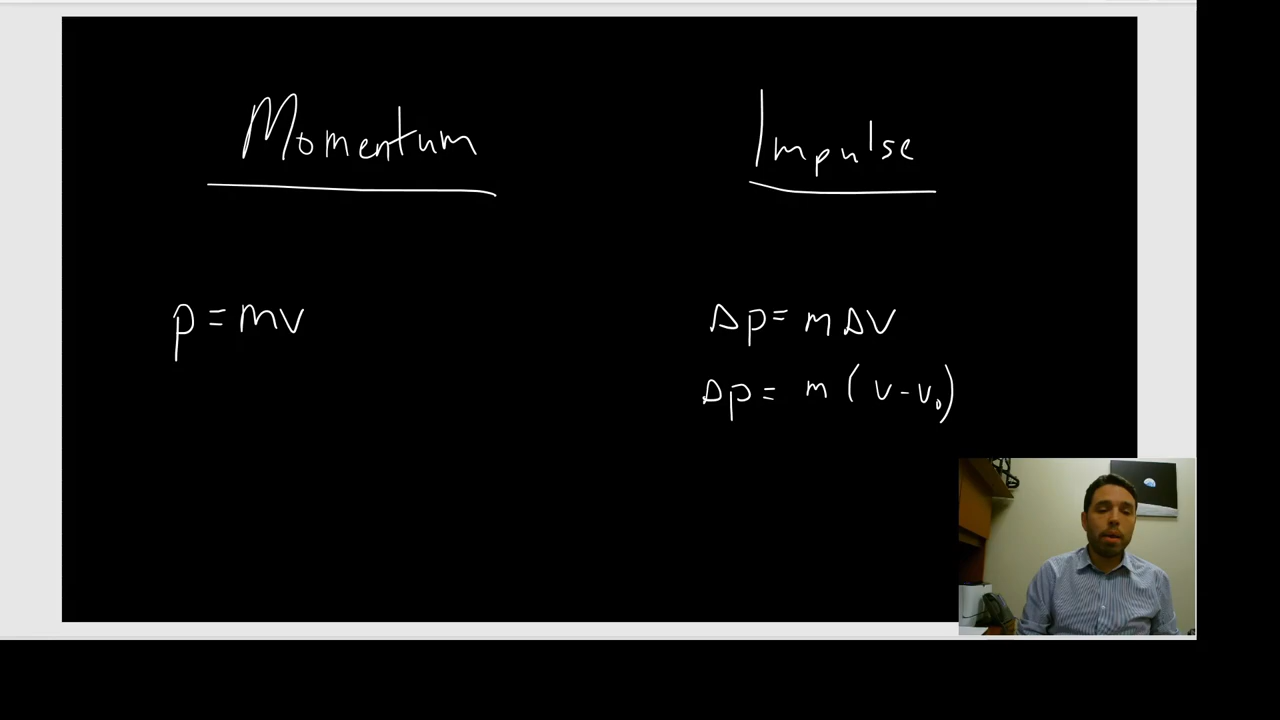 Momentum
Impulse
p = mv
Δp = mΔv
Δp = m(v - v₀)